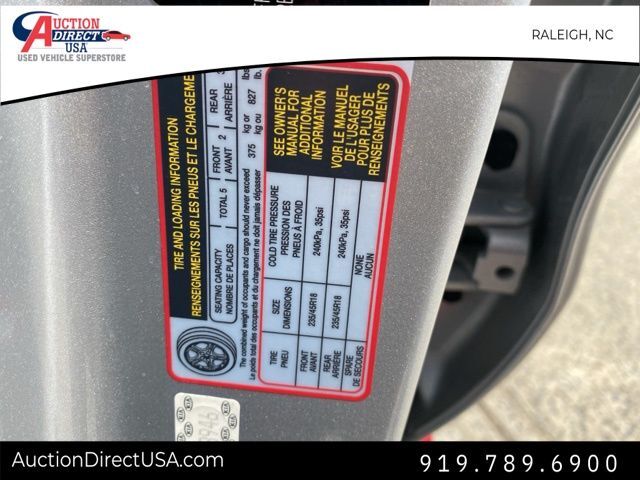 AUCTION
DIRECT
USA
USED VEHICLE SUPERSTORE
RALEIGH, NC
TIRE AND LOADING INFORMATION
RENSEIGNEMENTS SUR LES PNEUS ET LE CHARGEME
SEATING CAPACITY
NOMBRE DE PLACES
TOTAL 5
FRONT 2
AVANT
REAR 3
ARRIÈRE
The combined weight of occupants and cargo should never exceed 375 kg or 827 lbs
Le poids total des occupants et du chargement ne doit jamais dépasser kg ou lb.
TIRE SIZE COLD TIRE PRESSURE
PNEU DIMENSIONS PRESSION DES
PNEUS À FROID
FRONT
AVANT 235/45R18 240kPa, 35psi
REAR
ARRIÈRE 235/45R18 240kPa, 35psi
SPARE
DE SECOURS NONE
AUCUN
SEE OWNER'S
MANUAL FOR
ADDITIONAL
INFORMATION
VOIR LE MANUEL
DE L'USAGER
POUR PLUS DE
RENSEIGNEMENTS
KIA KIA KIA
AuctionDirectUSA.com
919.789.6900